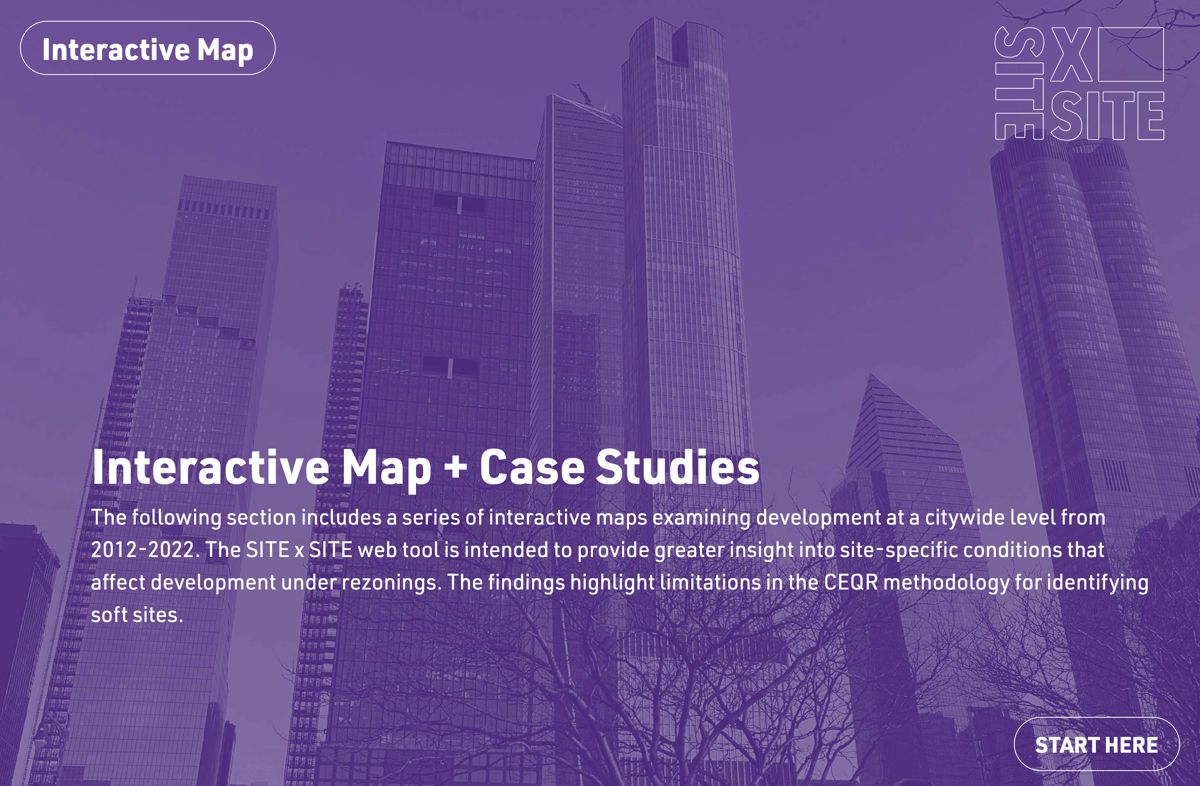 Interactive Map
SITE X SITE
Interactive Map + Case Studies
The following section includes a series of interactive maps examining development at a citywide level from
2012-2022. The SITE x SITE web tool is intended to provide greater insight into site-specific conditions that
affect development under rezonings. The findings highlight limitations in the CEQR methodology for identifying
soft sites.
START HERE